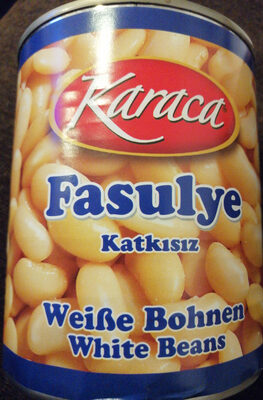 Karaca
Fasulye
Katkısız
Weiße Bohnen
White Beans